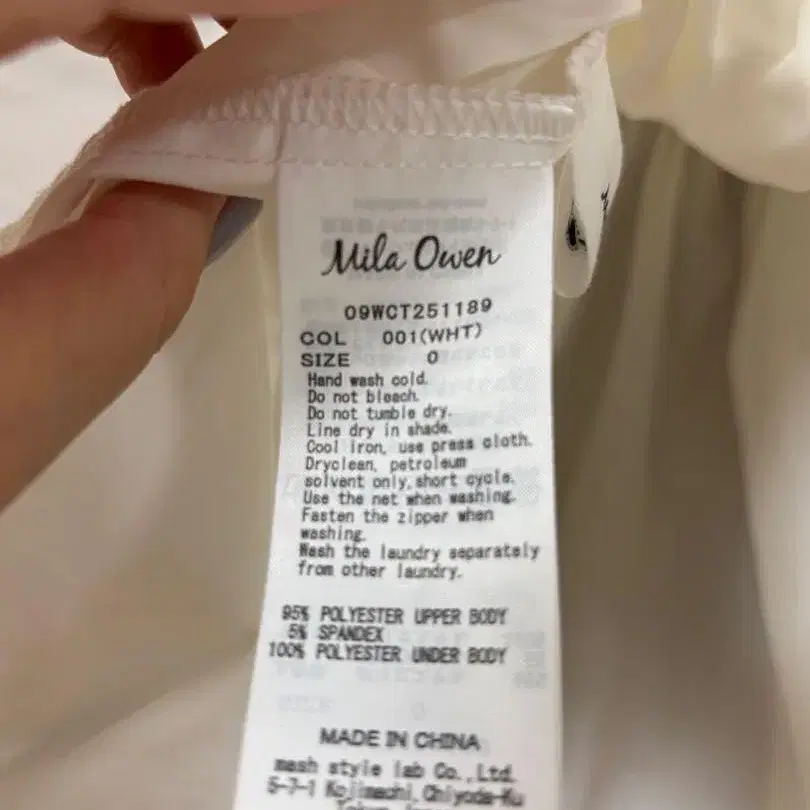 Mila Owen
09WCT251189
COL 001(WHT)
SIZE 0
Hand wash cold.
Do not bleach.
Do not tumble dry.
Line dry in shade.
Cool iron, use press cloth.
Dryclean, petroleum
solvent only, short cycle.
Use the net when washing.
Fasten the zipper when
washing.
Wash the laundry separately
from other laundry.
95% POLYESTER UPPER BODY
5% SPANDEX
100% POLYESTER UNDER BODY
MADE IN CHINA
mash style lab Co., Ltd.
5-7-1 Kojimachi, Chiyoda-Ku